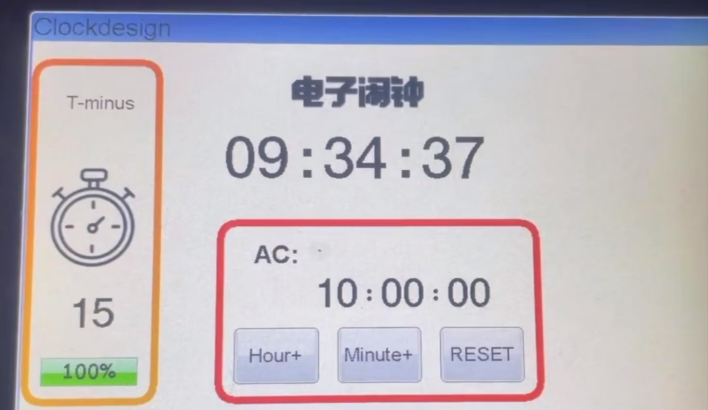 Clockdesign
T-minus
15
100%
电子闹钟
09:34:37
AC:
10:00:00
Hour+
Minute+
RESET